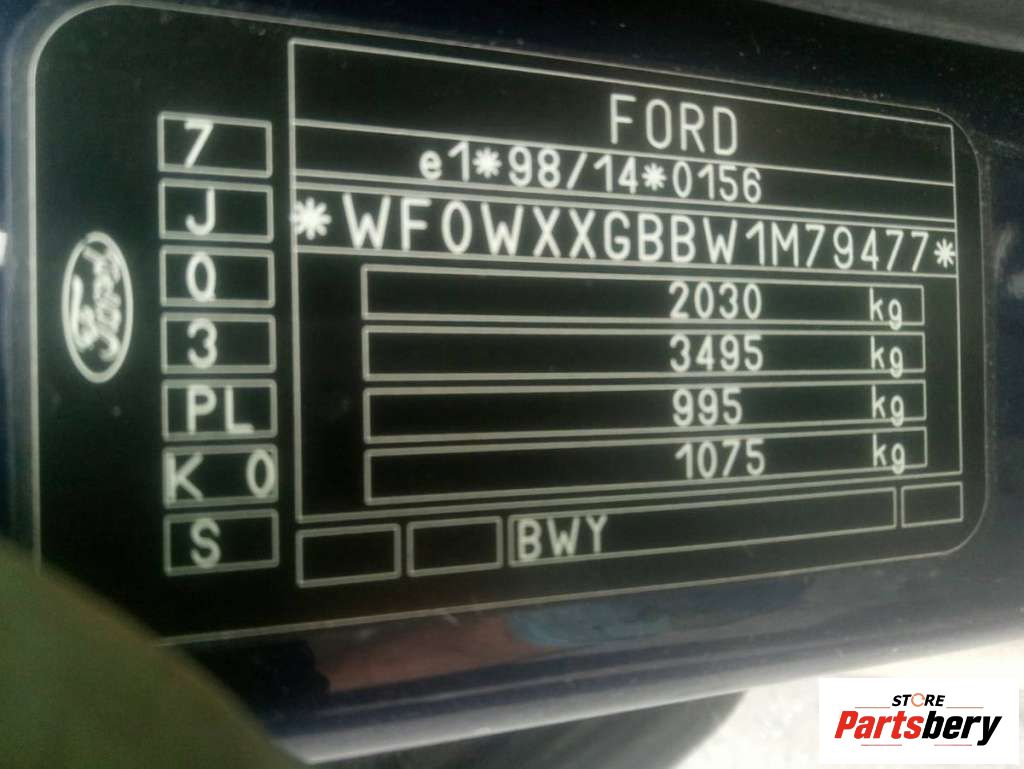 FORD
e1*98/14*0156
*WF0WXXGBBW1M79477*
2030 kg
3495 kg
995 kg
1075 kg
BWY
7
J
Q
3
PL
K 0
S
Ford
STORE
Partsbery